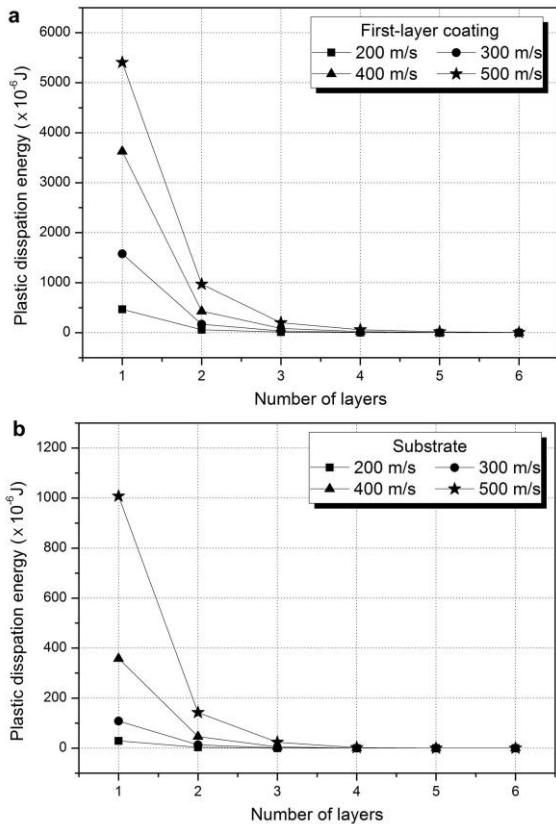 a
First-layer coating
200 m/s 300 m/s
400 m/s 500 m/s
Plastic disspation energy (×10⁻⁶J)
6000
5000
4000
3000
2000
1000
0
1 2 3 4 5 6
Number of layers
b
Substrate
200 m/s 300 m/s
400 m/s 500 m/s
Plastic disspation energy (×10⁻⁶J)
1200
1000
800
600
400
200
0
1 2 3 4 5 6
Number of layers